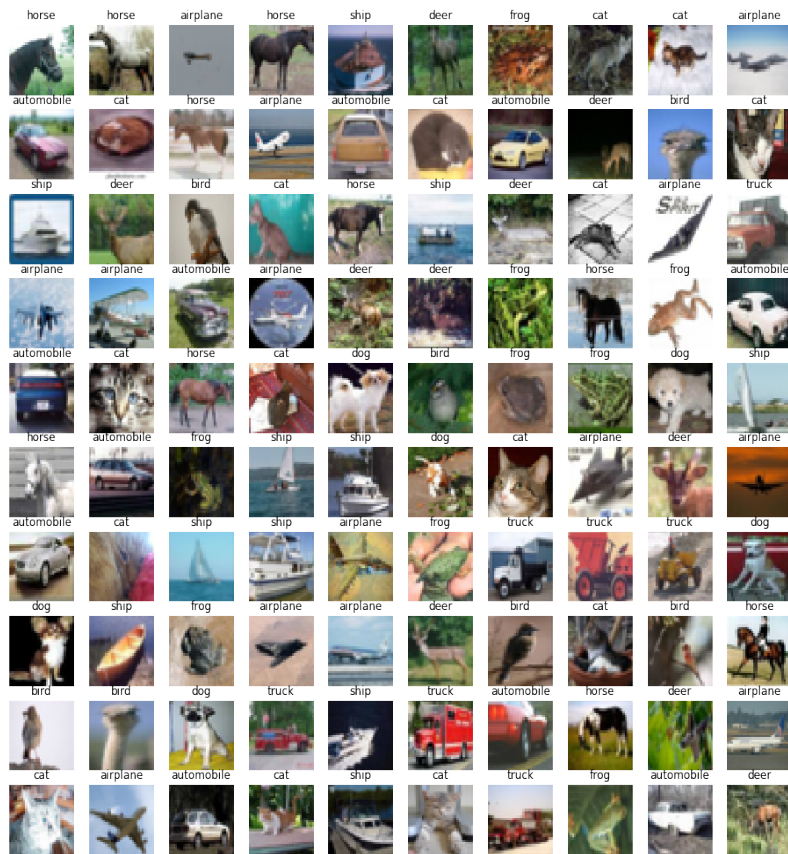 horse horse airplane horse ship deer frog cat cat airplane
automobile cat horse airplane automobile cat automobile deer bird cat
ship deer bird cat horse ship deer cat airplane truck
airplane airplane automobile airplane deer deer frog horse frog automobile
automobile cat horse cat dog bird frog frog dog ship
horse automobile frog ship ship dog cat airplane deer airplane
automobile cat ship ship airplane frog truck truck truck dog
dog ship frog airplane airplane deer bird cat bird horse
bird bird dog truck ship truck automobile horse deer airplane
cat airplane automobile cat ship cat truck frog automobile deer